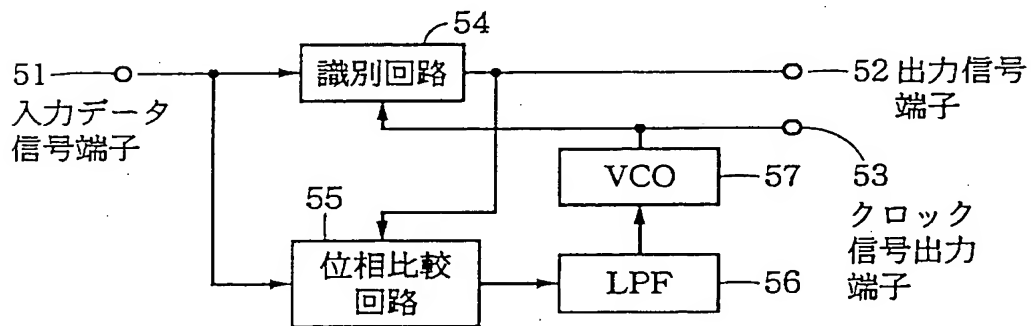 54
51
入力データ
信号端子
識別回路
52 出力信号
端子
53
クロック
信号出力
端子
VCO
57
55
位相比較
回路
LPF
56